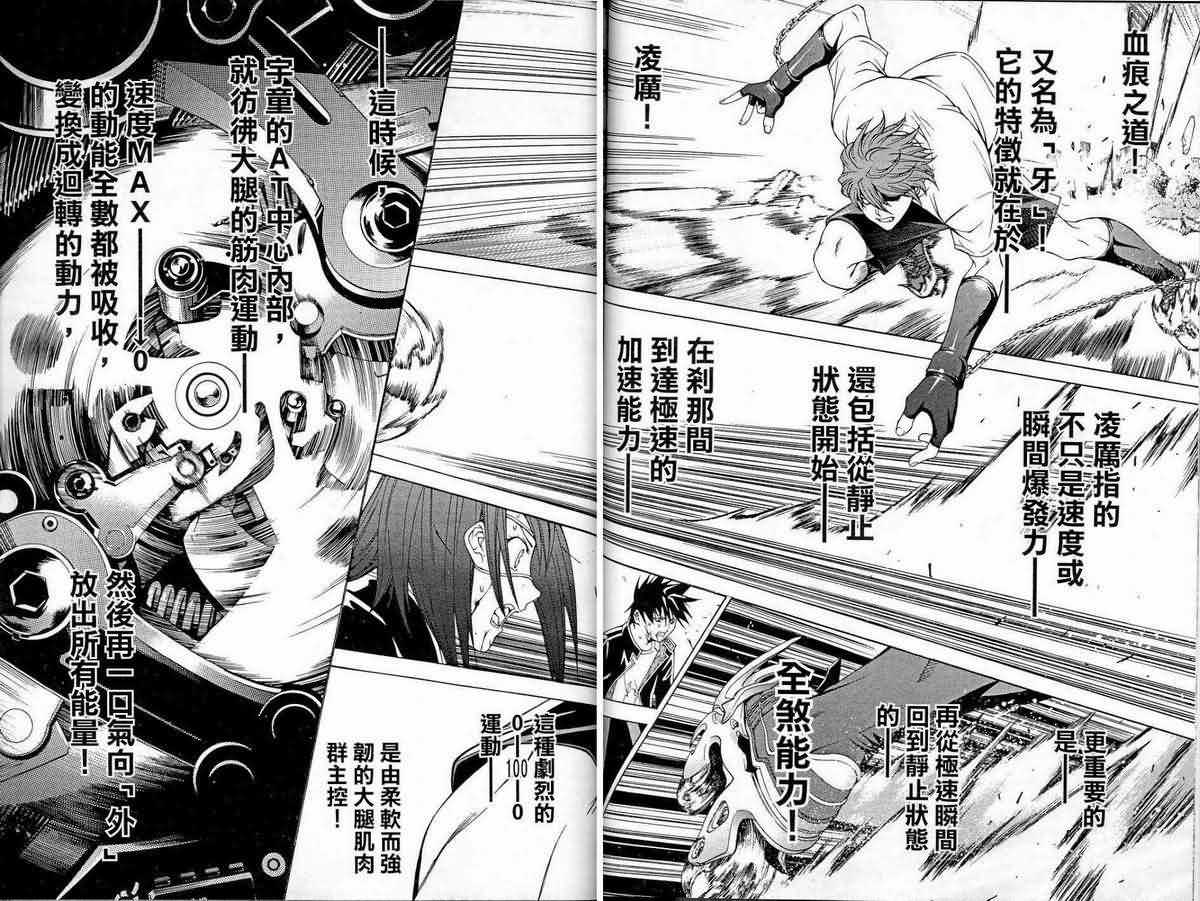 血痕之道！
又名為「牙」！
它的特徵就在於——
凌厲！
凌厲指的
不只是速度或
瞬間爆發力——
還包括從靜止
狀態開始——
在剎那間
到達極速的
加速能力——
更重要的
是——
再從極速瞬間
回到靜止狀態
的——
全煞能力！
這種劇烈的
0—100—0
運動——
是由柔軟而強
韌的大腿肌肉
群主控！
——這時候，
宇童的AT中心內部，
就彷彿大腿的筋肉運動——
速度MAX——0
的動能全數都被吸收，
變換成迴轉的動力，
然後再一口氣向「外」
放出所有能量！